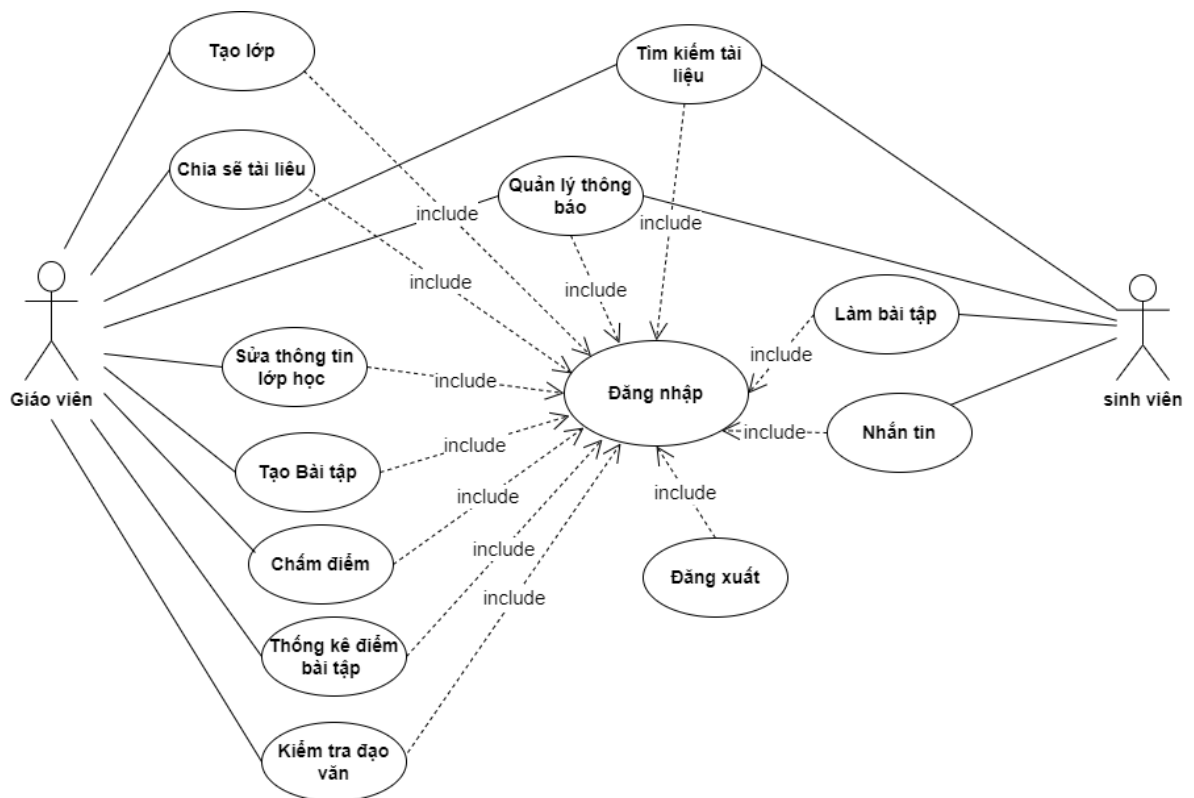 Tạo lớp
Tìm kiếm tài
liệu
Chia sẽ tài liêu
Quản lý thông
báo
include
include
include
include
Làm bài tập
include
Sửa thông tin
lớp học
include
Đăng nhập
Giáo viên
sinh viên
Nhắn tin
include
Tạo Bài tập
include
include
include
Chấm điểm
include
Đăng xuất
include
Thống kê điểm
bài tập
Kiểm tra đạo
văn